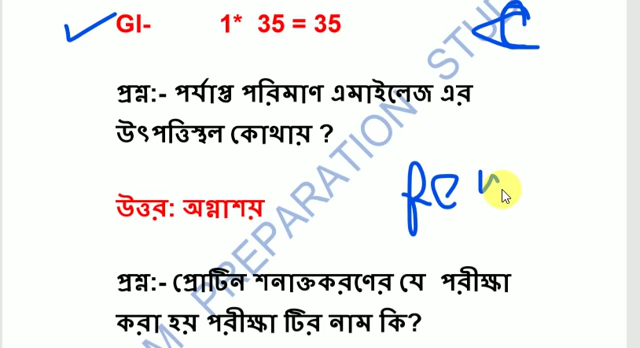 GI- 1* 35 = 35
প্রশ্ন:- পর্যাপ্ত পরিমাণ এমাইলেজ এর
উৎপত্তিস্থল কোথায় ?
উত্তর: অগ্নাশয়
প্রশ্ন:- প্রোটিন শনাক্তকরণের যে পরীক্ষা
করা হয় পরীক্ষা টির নাম কি?
PREPARATION